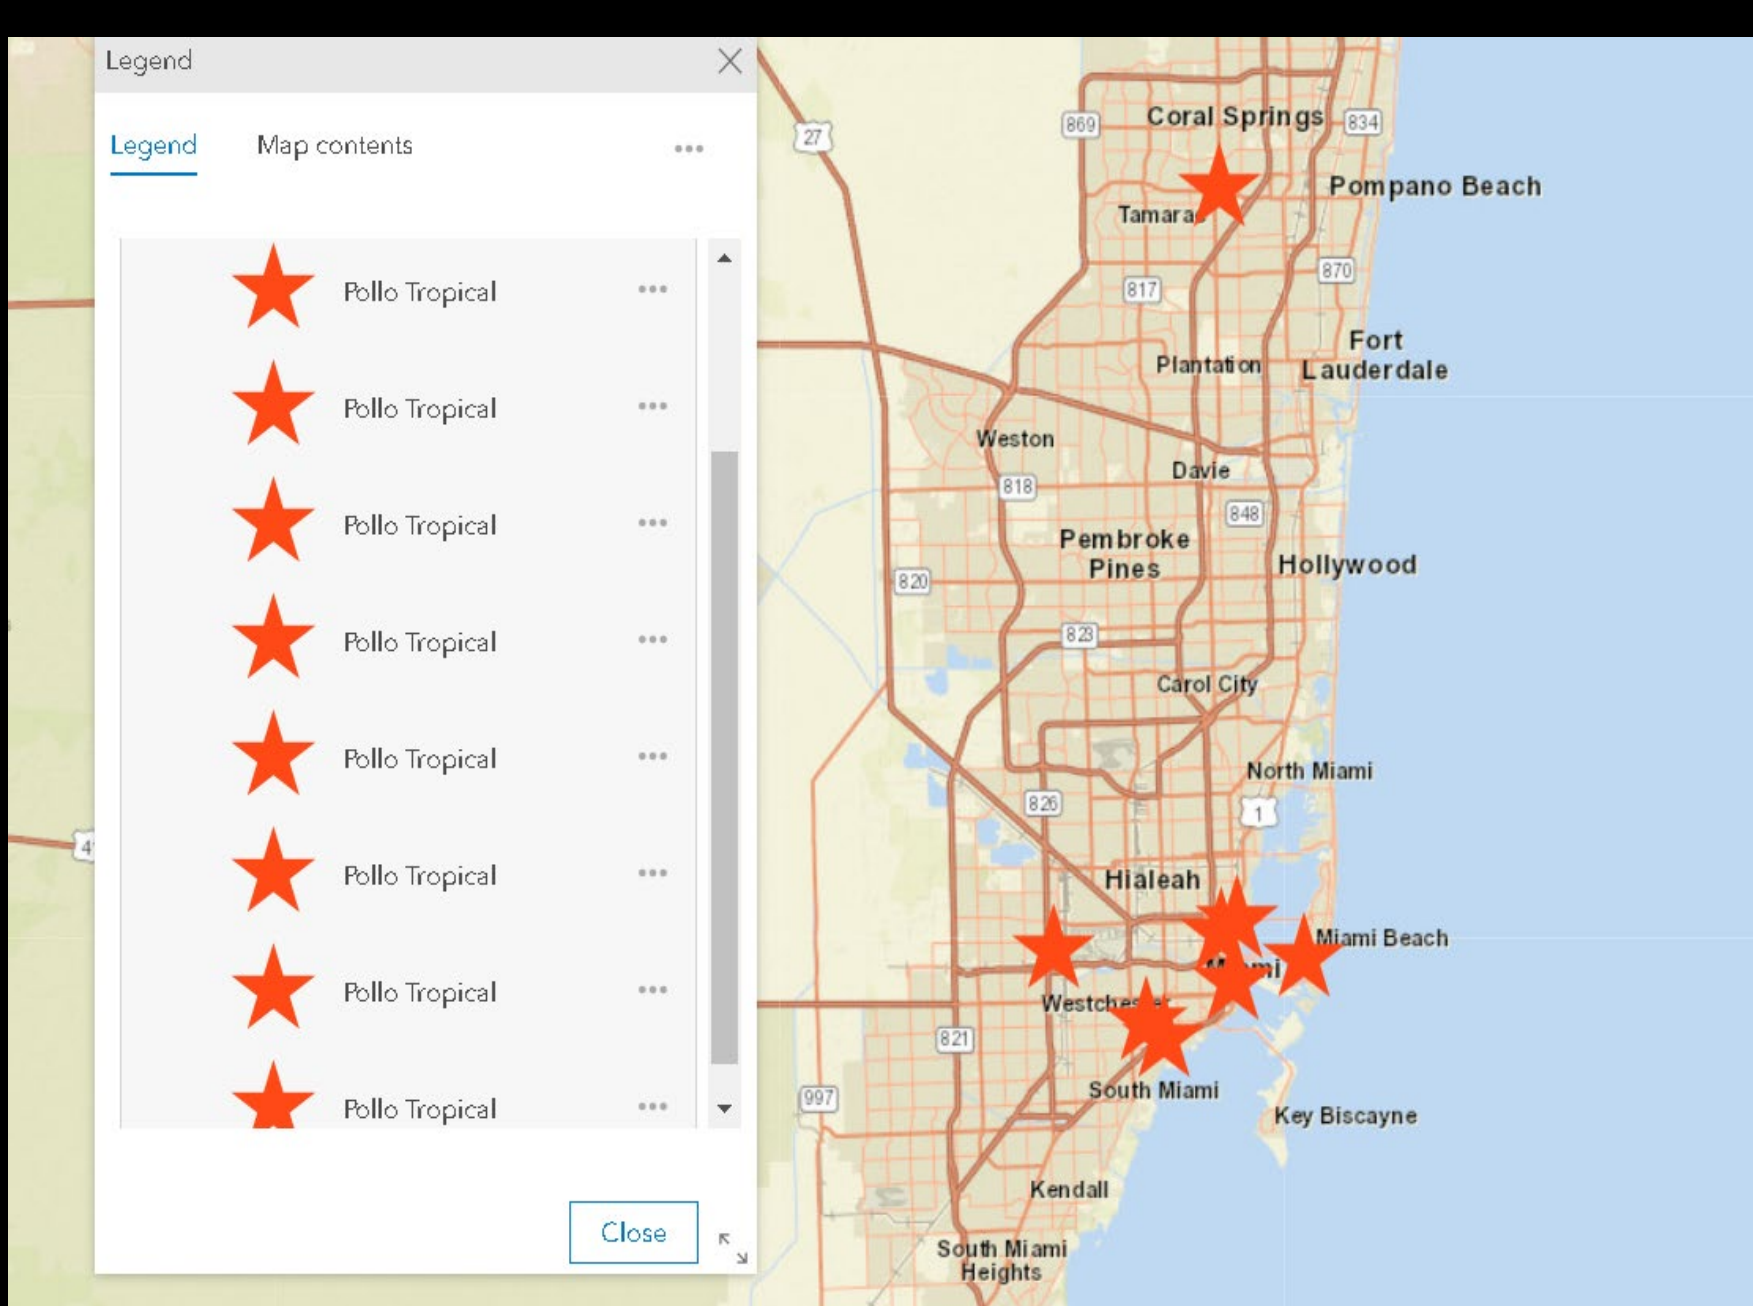 Legend
Legend Map contents
Pollo Tropical
Pollo Tropical
Pollo Tropical
Pollo Tropical
Pollo Tropical
Pollo Tropical
Pollo Tropical
Pollo Tropical
Close
27
869
Coral Springs
834
Pompano Beach
870
817
Fort
Lauderdale
Plantation
Weston
Davie
818
848
Pembroke
Pines
Hollywood
820
823
Carol City
North Miami
826
1
Hialeah
Miami Beach
821
South Miami
997
Key Biscayne
Kendall
South Miami
Heights